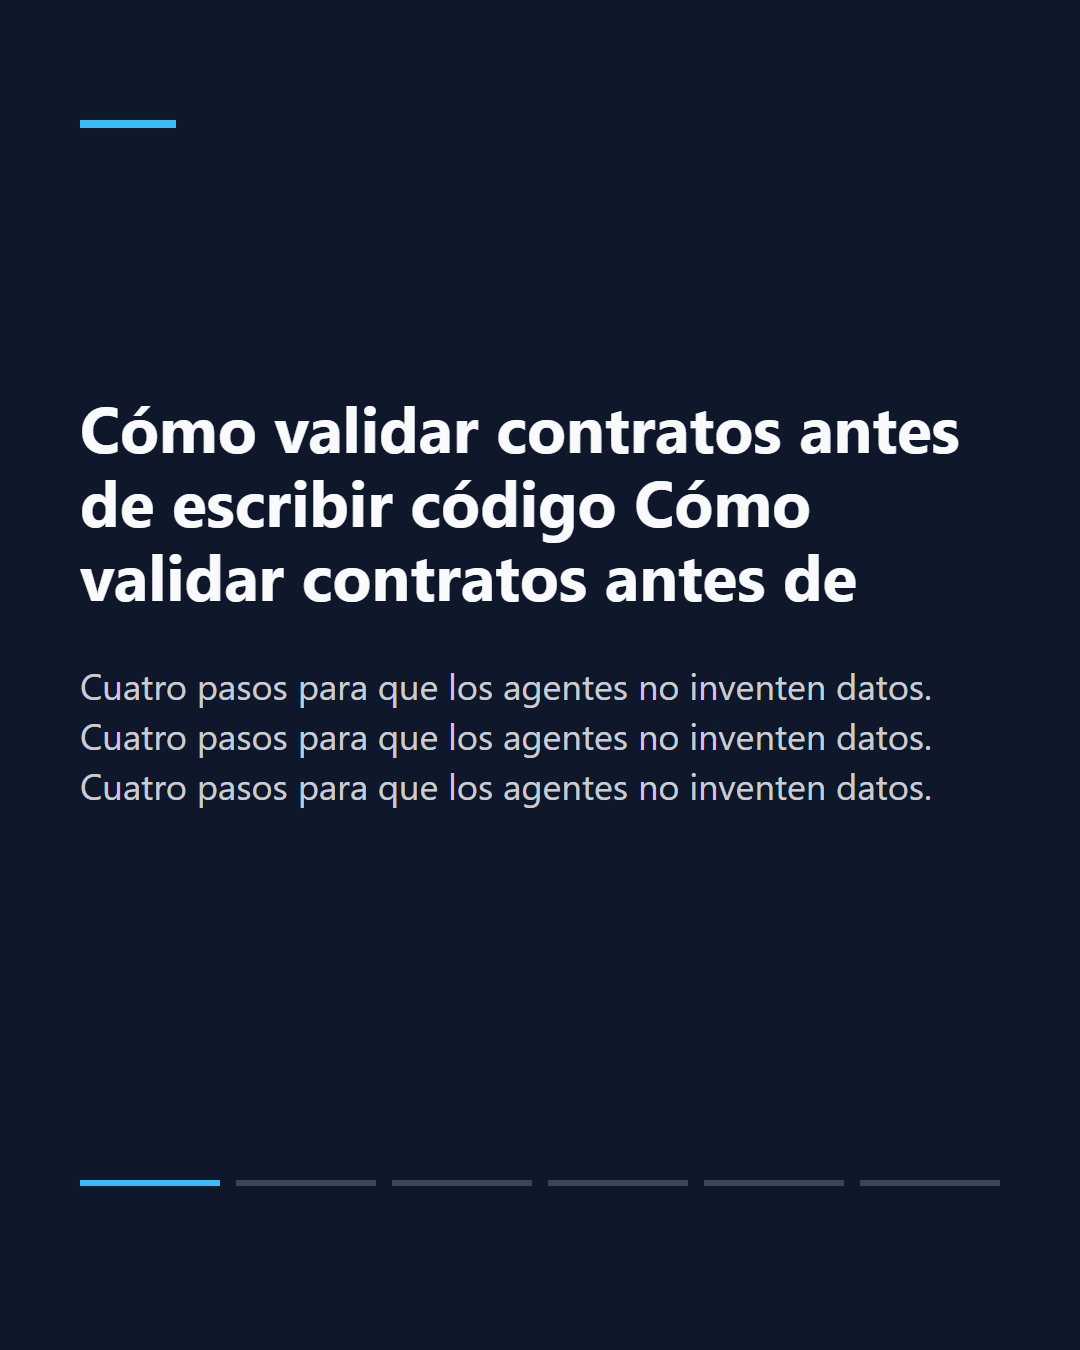 Cómo validar contratos antes
de escribir código Cómo
validar contratos antes de
Cuatro pasos para que los agentes no inventen datos.
Cuatro pasos para que los agentes no inventen datos.
Cuatro pasos para que los agentes no inventen datos.